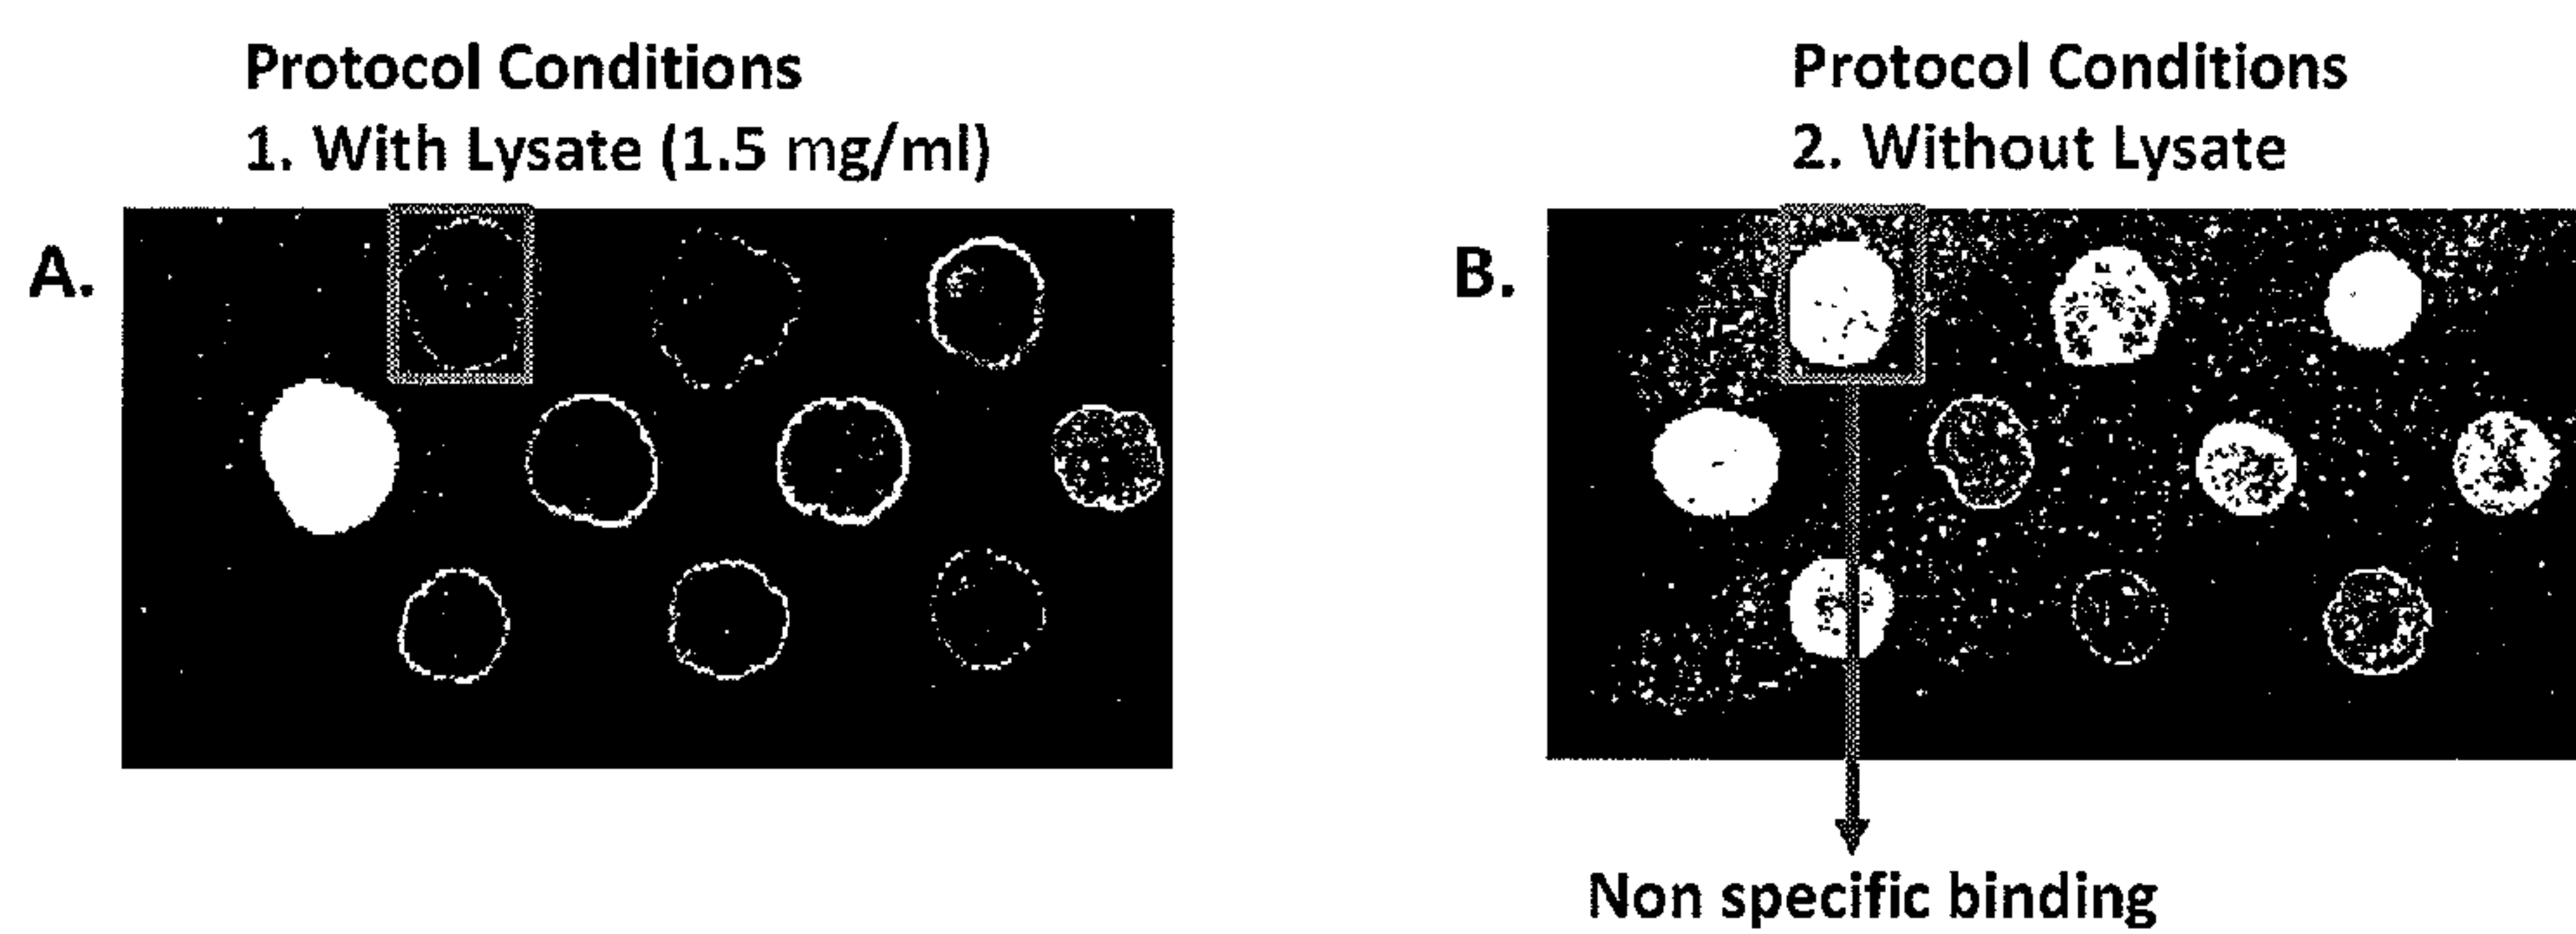 Protocol Conditions
1. With Lysate (1.5 mg/ml)
Protocol Conditions
2. Without Lysate
A.
B.
Non specific binding